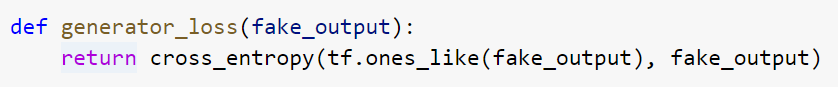 def generator_loss(fake_output):
    return cross_entropy(tf.ones_like(fake_output), fake_output)